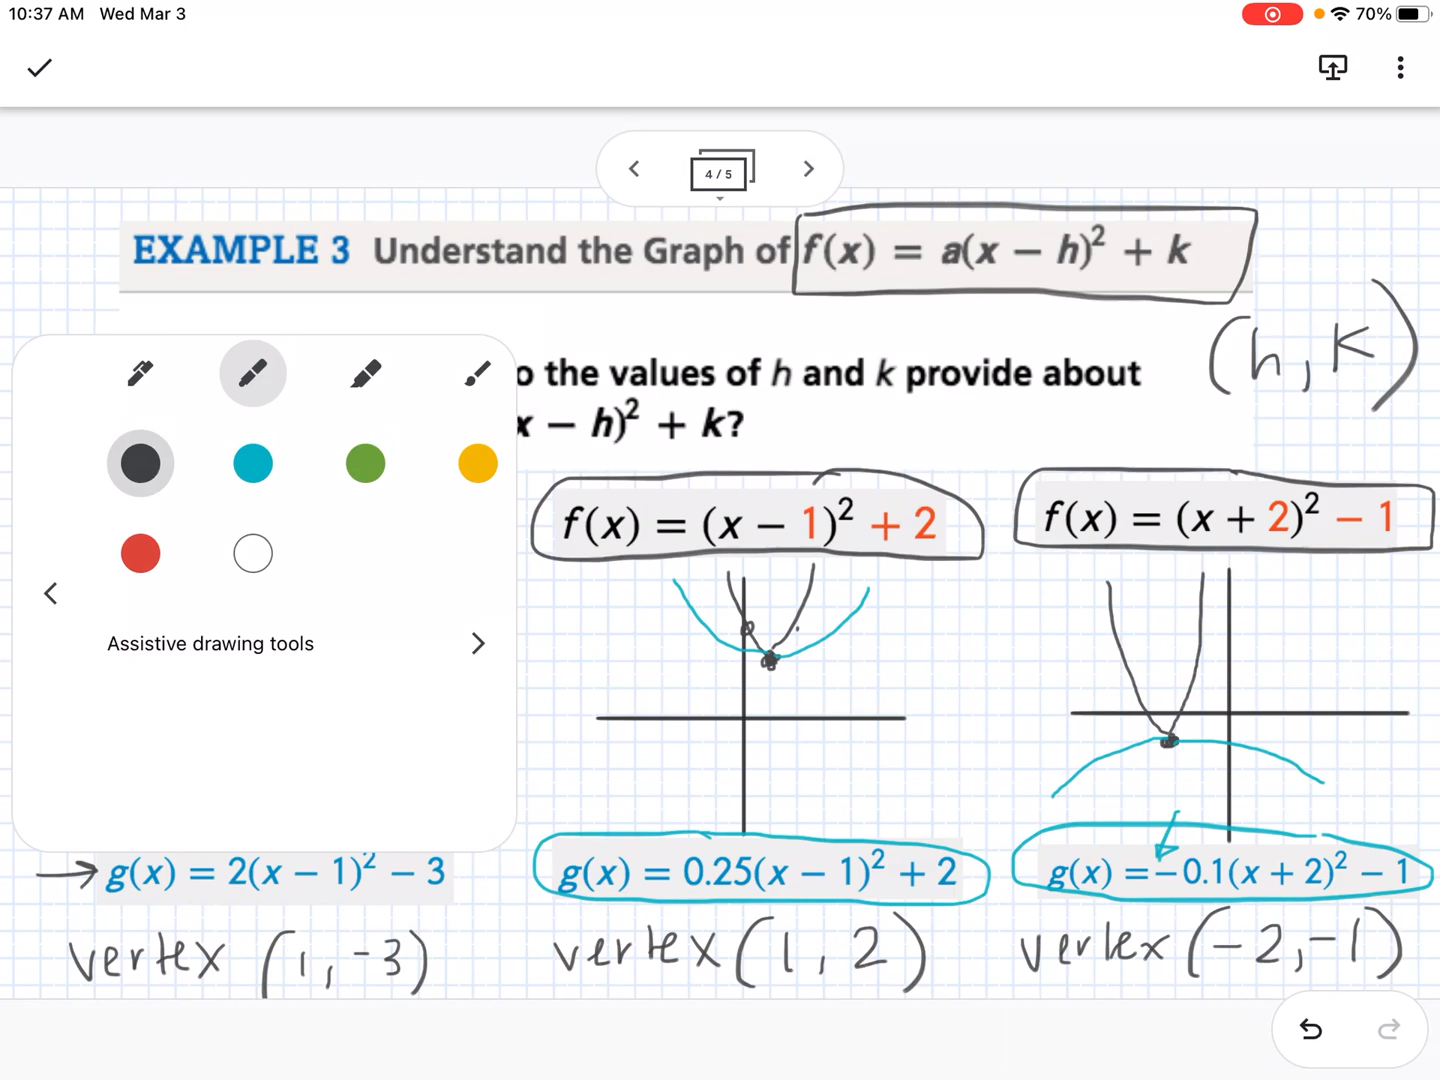 10:37 AM Wed Mar 3
70%
4 / 5
EXAMPLE 3 Understand the Graph of f(x) = a(x − h)² + k
(h, k)
o the values of h and k provide about
x − h)² + k?
f(x) = (x − 1)² + 2
f(x) = (x + 2)² − 1
Assistive drawing tools
g(x) = 2(x − 1)² − 3
g(x) = 0.25(x − 1)² + 2
g(x) = −0.1(x + 2)² − 1
vertex (1, -3)
vertex (1, 2)
vertex (-2, -1)